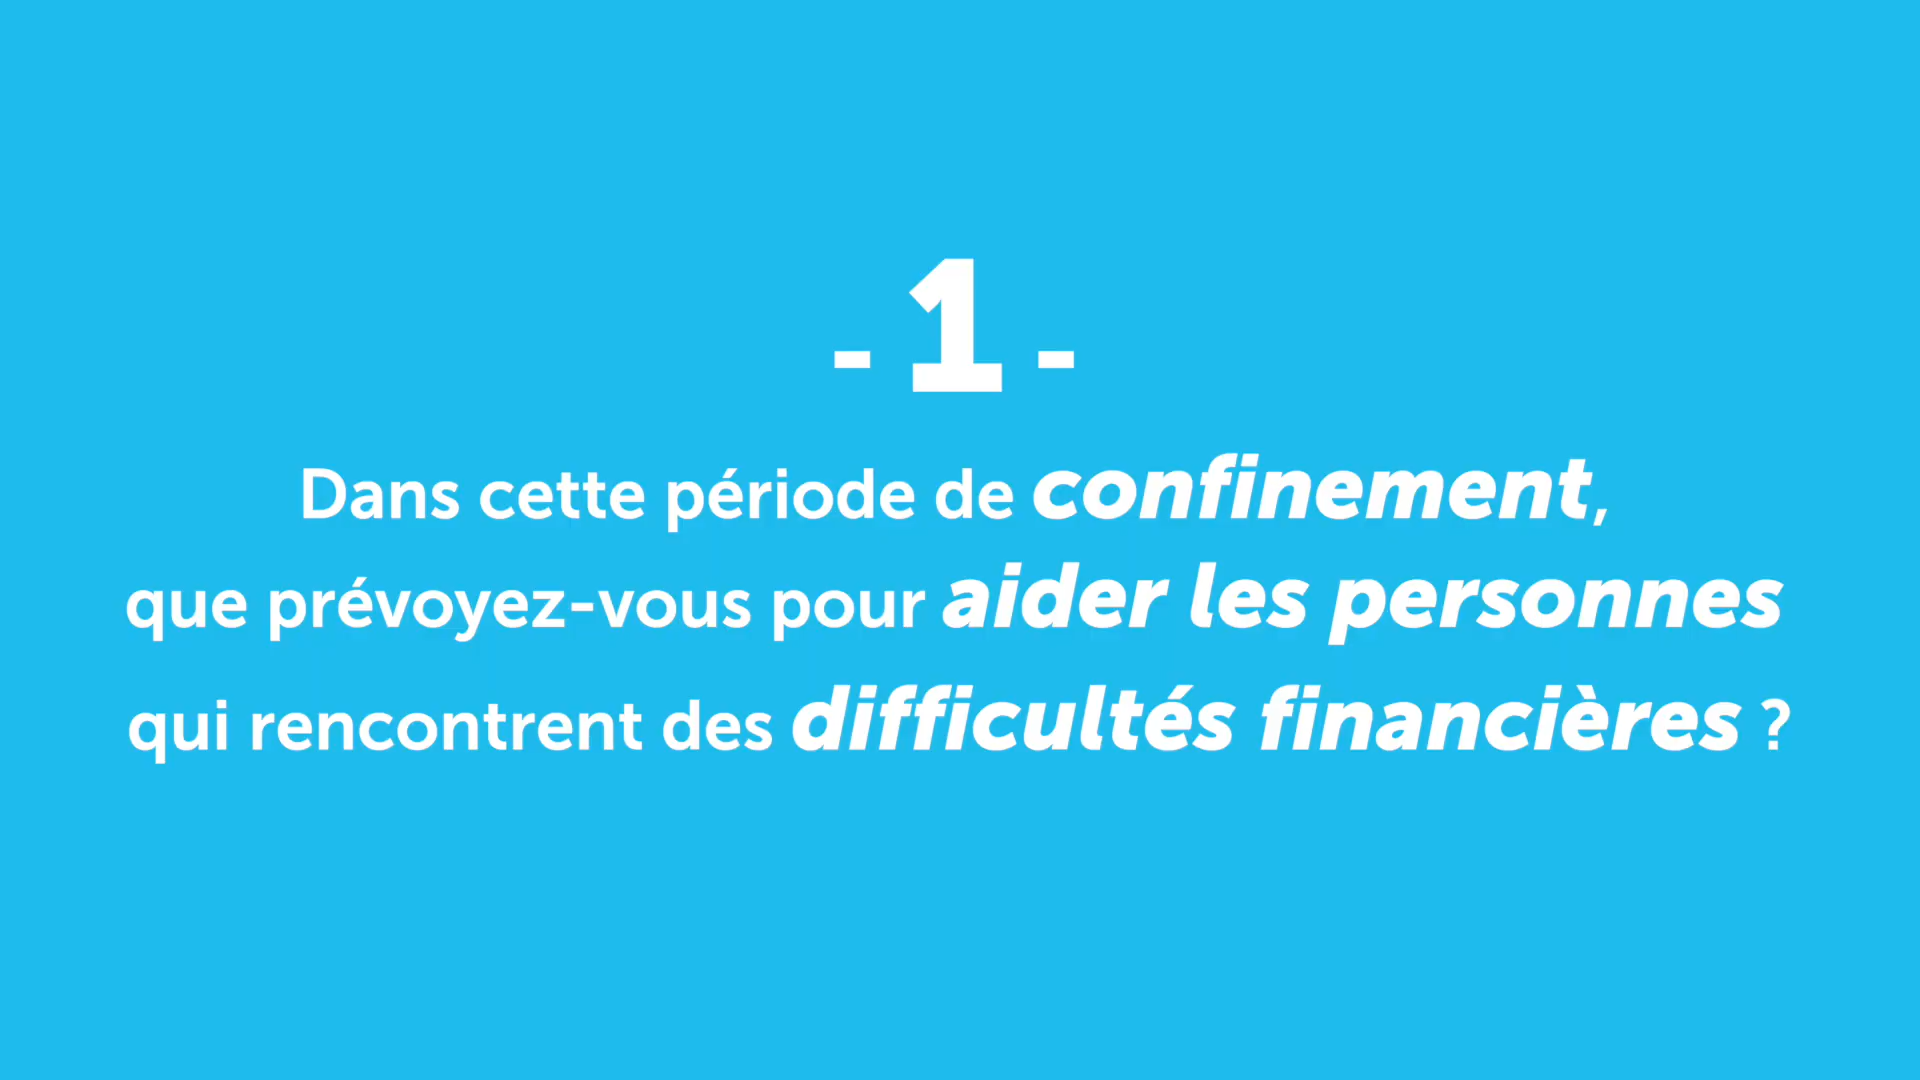 - 1 -
Dans cette période de confinement,
que prévoyez-vous pour aider les personnes
qui rencontrent des difficultés financières ?